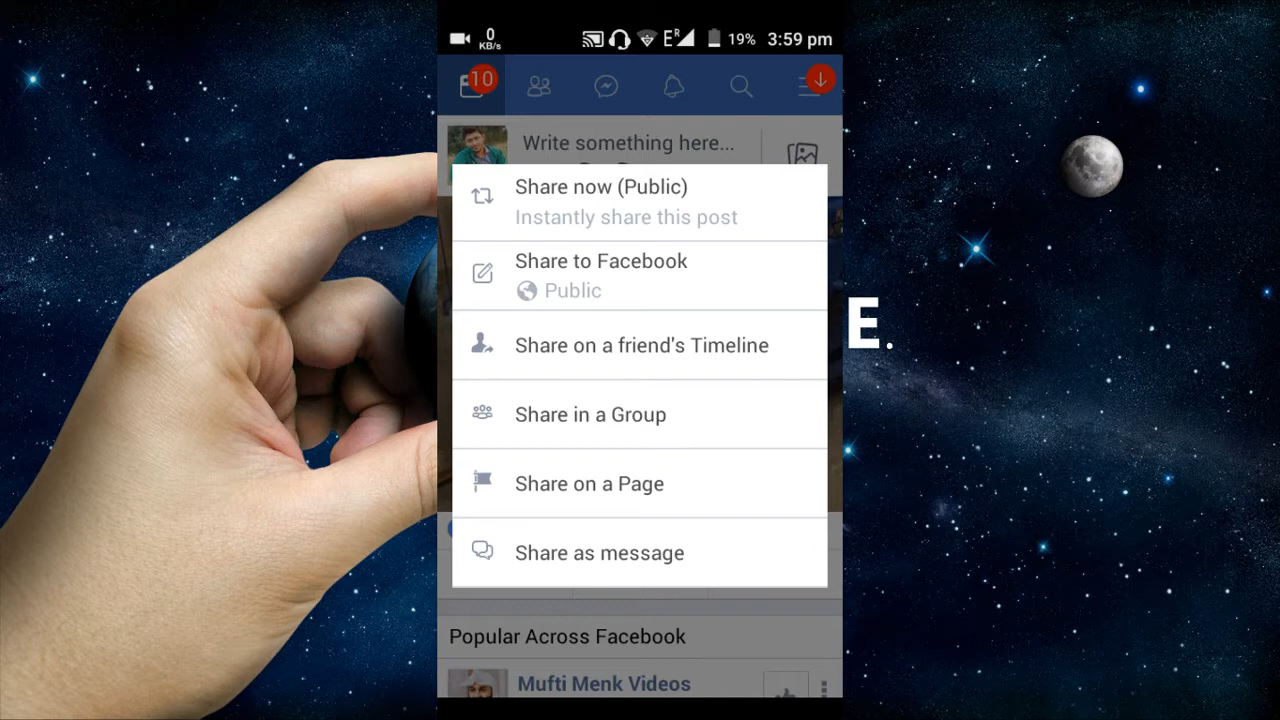 0
KB/s
E R
19%
3:59 pm
10
Write something here...
Share now (Public)
Instantly share this post
Share to Facebook
Public
Share on a friend's Timeline
Share in a Group
Share on a Page
Share as message
E.
Popular Across Facebook
Mufti Menk Videos